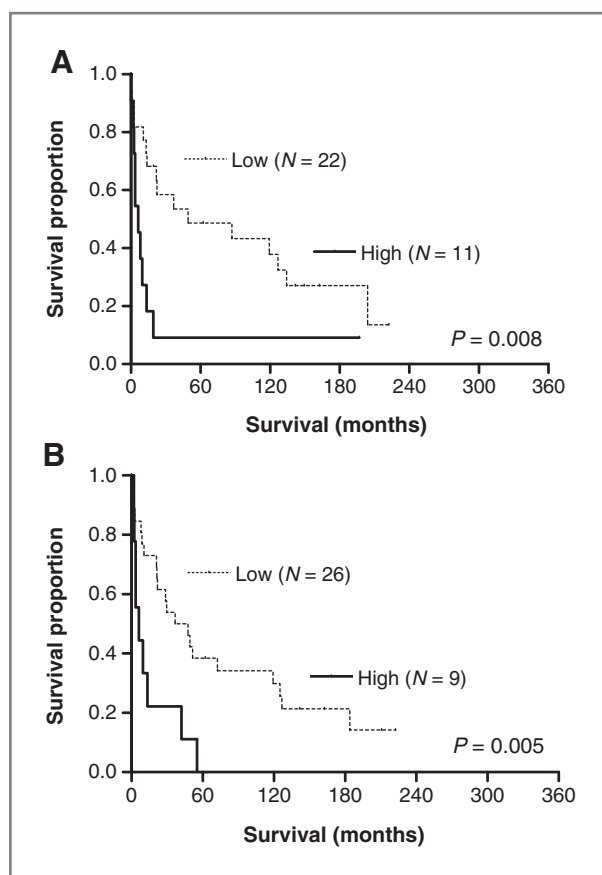 A
1.0
0.8
0.6
0.4
0.2
0.0
Survival proportion
Low (N = 22)
High (N = 11)
P = 0.008
0 60 120 180 240 300 360
Survival (months)
B
1.0
0.8
0.6
0.4
0.2
0.0
Survival proportion
Low (N = 26)
High (N = 9)
P = 0.005
0 60 120 180 240 300 360
Survival (months)